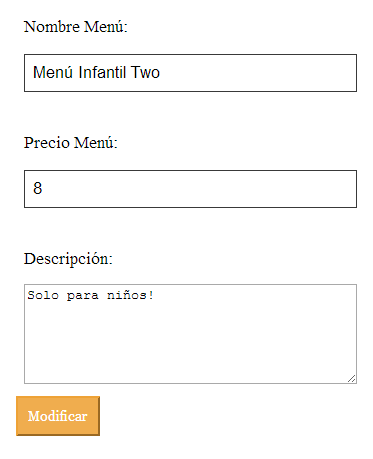 Nombre Menú:
Menú Infantil Two
Precio Menú:
8
Descripción:
Solo para niños!
Modificar